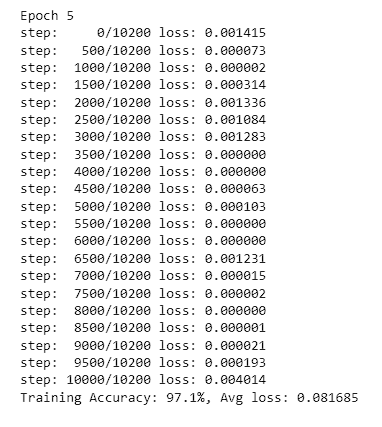 Epoch 5
step:     0/10200 loss: 0.001415
step:   500/10200 loss: 0.000073
step:  1000/10200 loss: 0.000002
step:  1500/10200 loss: 0.000314
step:  2000/10200 loss: 0.001336
step:  2500/10200 loss: 0.001084
step:  3000/10200 loss: 0.001283
step:  3500/10200 loss: 0.000000
step:  4000/10200 loss: 0.000000
step:  4500/10200 loss: 0.000063
step:  5000/10200 loss: 0.000103
step:  5500/10200 loss: 0.000000
step:  6000/10200 loss: 0.000000
step:  6500/10200 loss: 0.001231
step:  7000/10200 loss: 0.000015
step:  7500/10200 loss: 0.000002
step:  8000/10200 loss: 0.000000
step:  8500/10200 loss: 0.000001
step:  9000/10200 loss: 0.000021
step:  9500/10200 loss: 0.000193
step: 10000/10200 loss: 0.004014
Training Accuracy: 97.1%, Avg loss: 0.081685